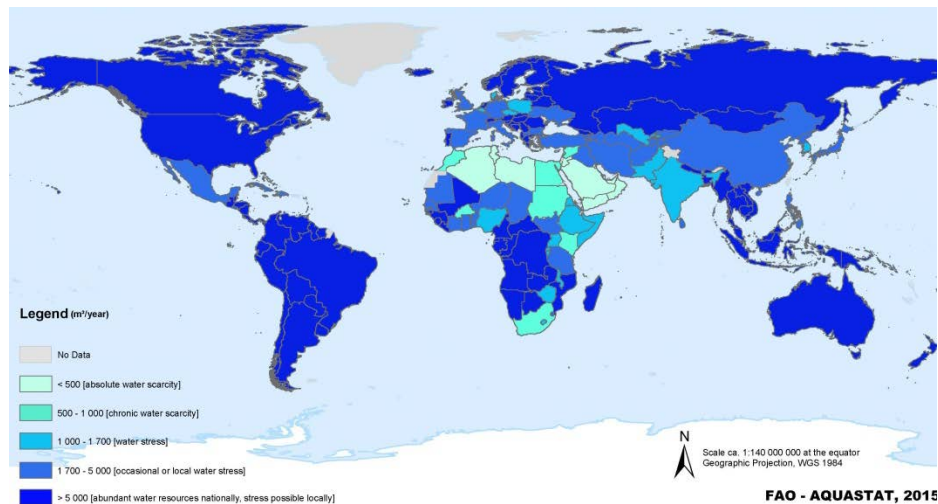 Legend (m³/year)
No Data
< 500 [absolute water scarcity]
500 - 1 000 [chronic water scarcity]
1 000 - 1 700 [water stress]
1 700 - 5 000 [occasional or local water stress]
> 5 000 [abundant water resources nationally, stress possible locally]
N
Scale ca. 1:140 000 000 at the equator
Geographic Projection, WGS 1984
FAO - AQUASTAT, 2015